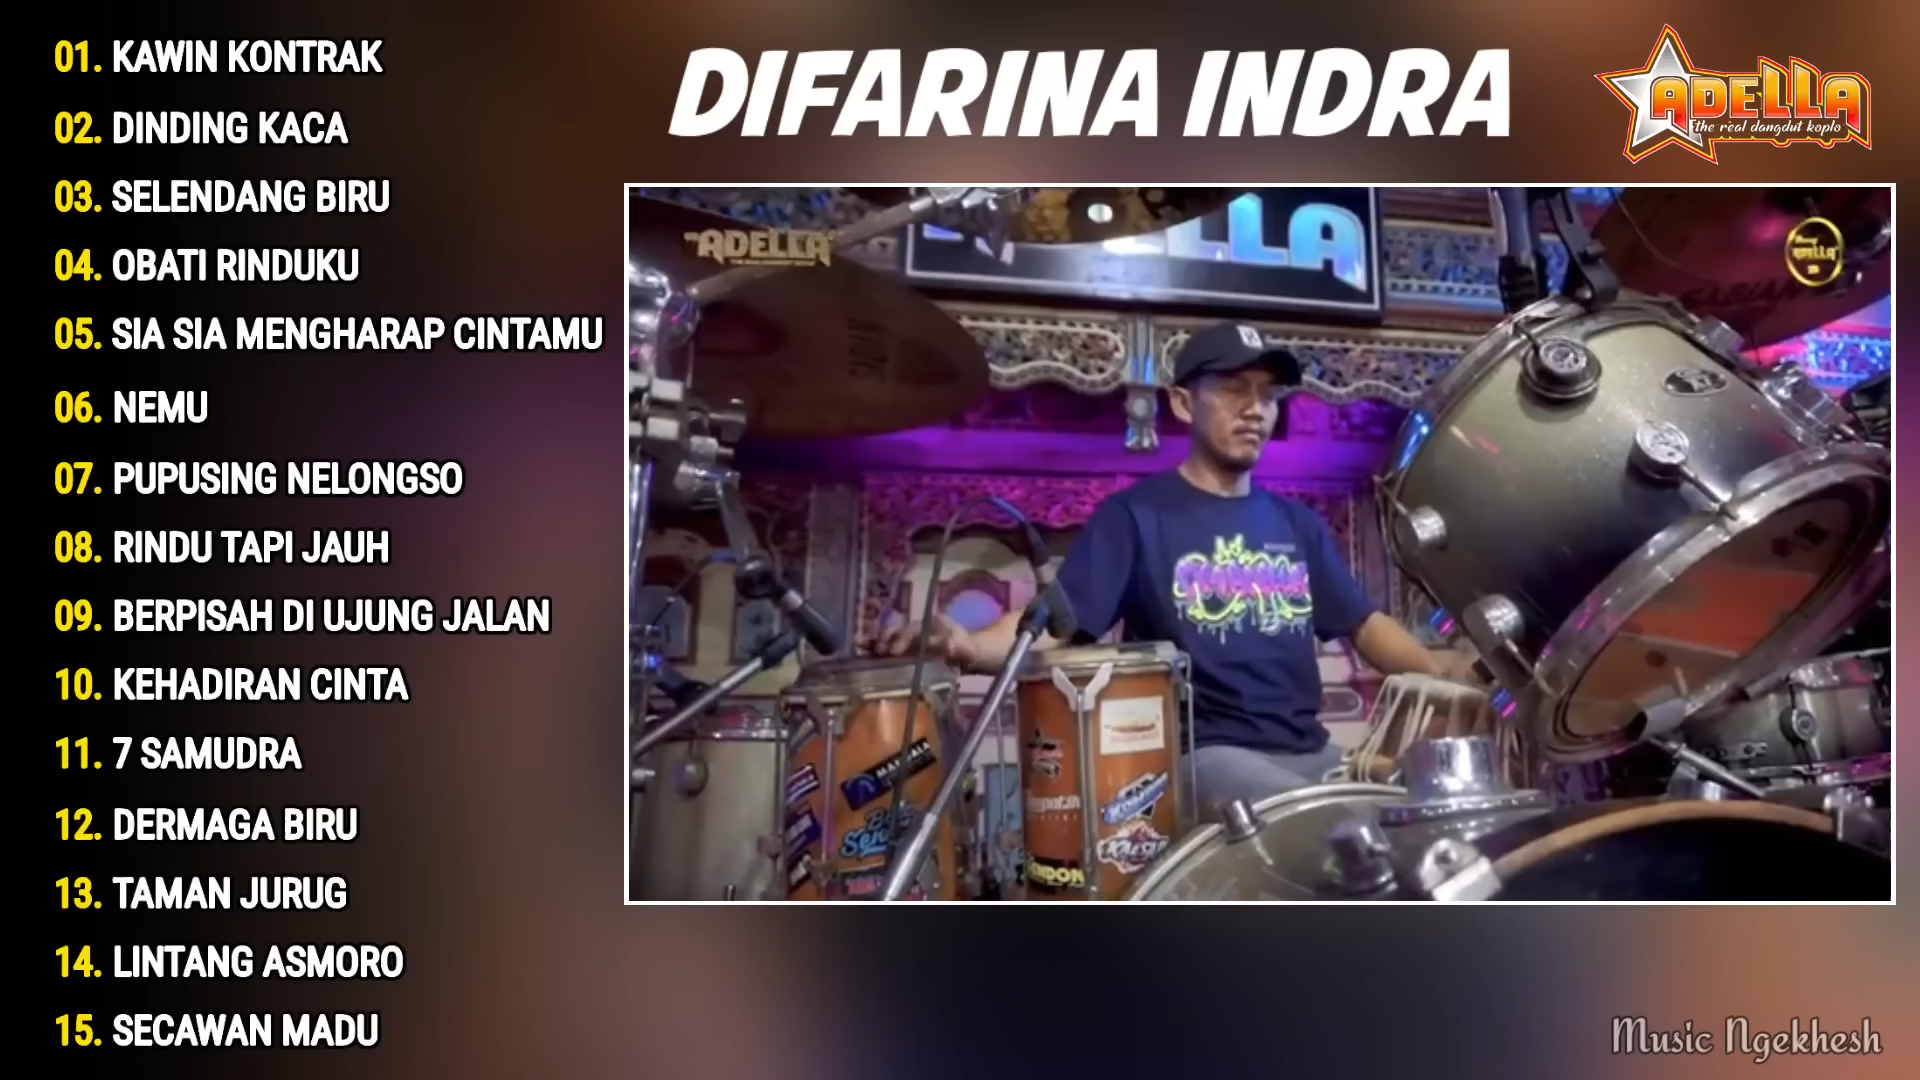 01. KAWIN KONTRAK
02. DINDING KACA
03. SELENDANG BIRU
04. OBATI RINDUKU
05. SIA SIA MENGHARAP CINTAMU
06. NEMU
07. PUPUSING NELONGSO
08. RINDU TAPI JAUH
09. BERPISAH DI UJUNG JALAN
10. KEHADIRAN CINTA
11. 7 SAMUDRA
12. DERMAGA BIRU
13. TAMAN JURUG
14. LINTANG ASMORO
15. SECAWAN MADU
DIFARINA INDRA
ADELLA
the real dangdut koplo
ADELLA
Music Ngekhesh